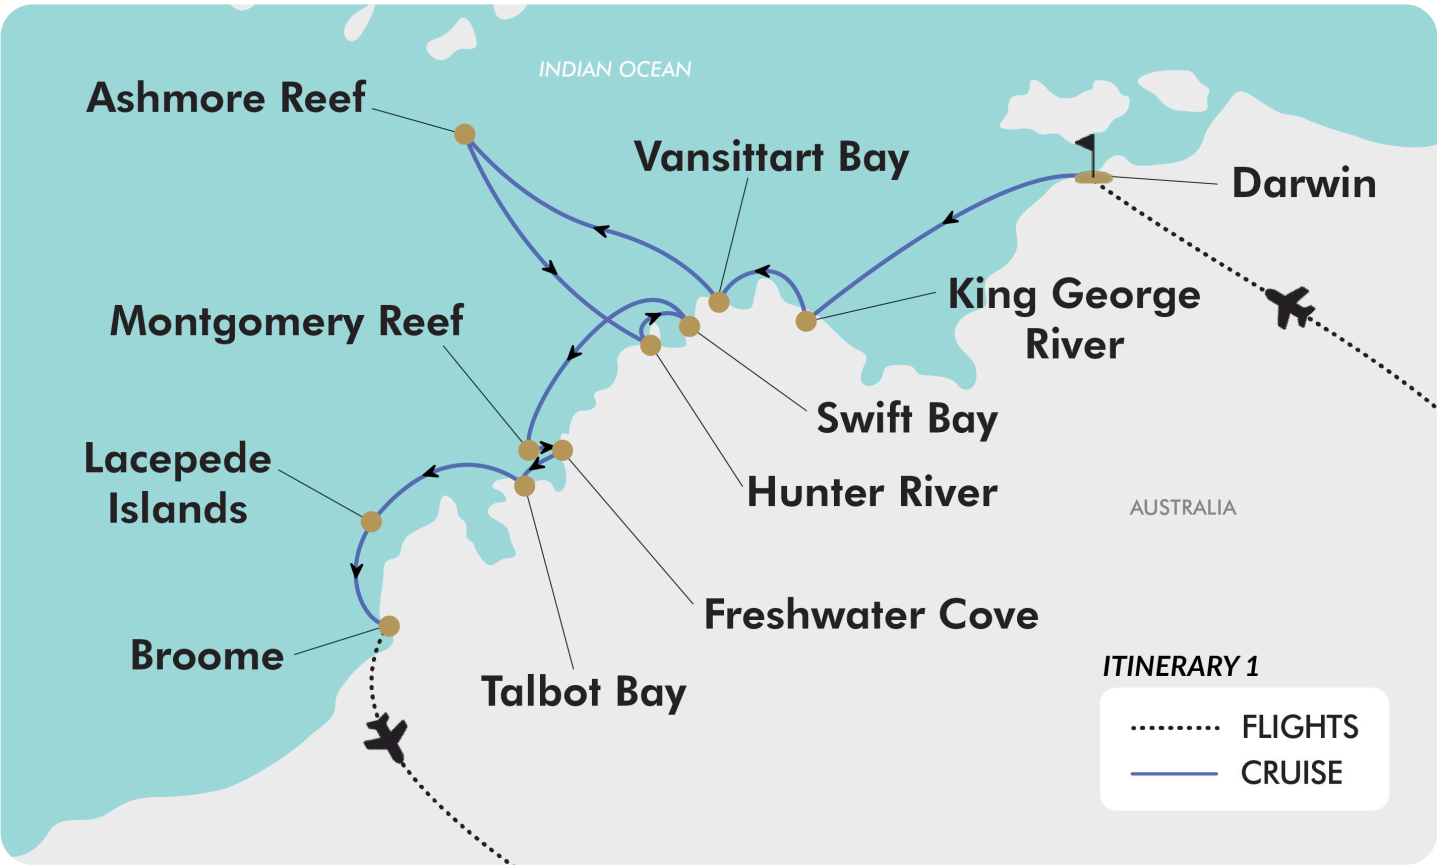 INDIAN OCEAN
Ashmore Reef
Vansittart Bay
Darwin
King George
River
Montgomery Reef
Swift Bay
Lacepede
Islands
Hunter River
AUSTRALIA
Freshwater Cove
Broome
Talbot Bay
ITINERARY 1
FLIGHTS
CRUISE